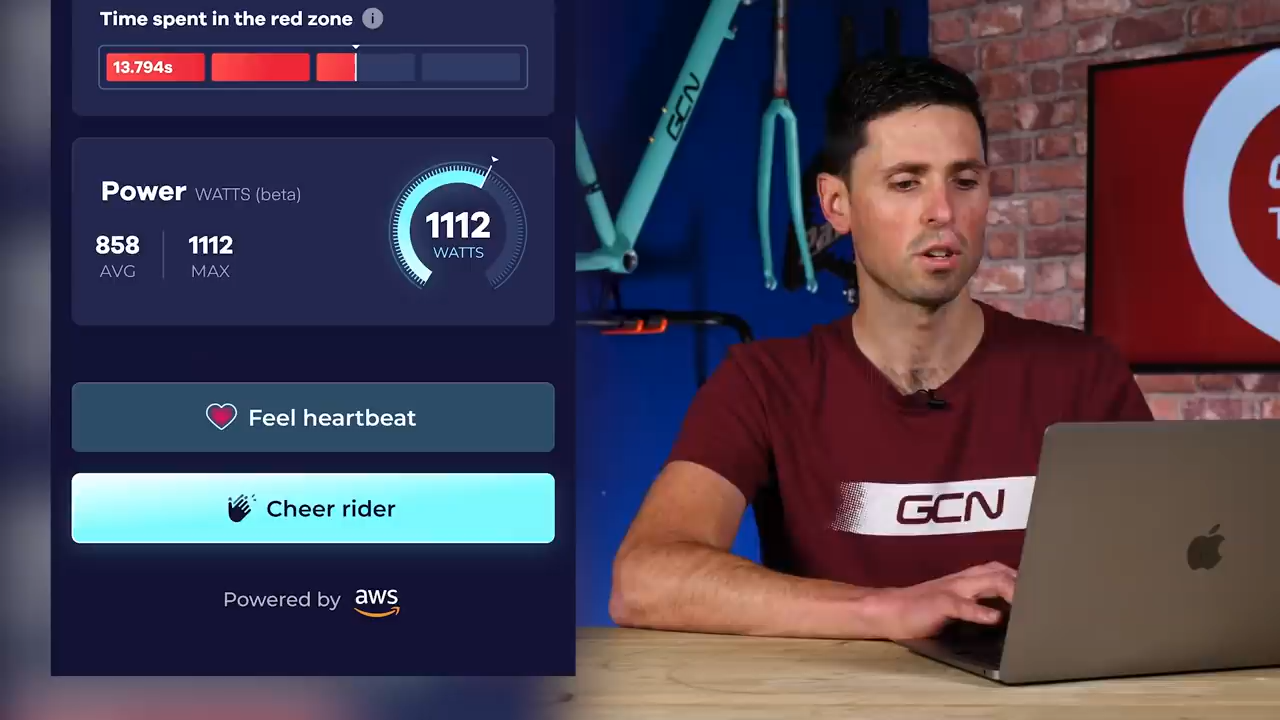 Time spent in the red zone i
13.794s
Power WATTS (beta)
858
AVG
1112
MAX
1112
WATTS
Feel heartbeat
Cheer rider
Powered by aws
GCN
GCN